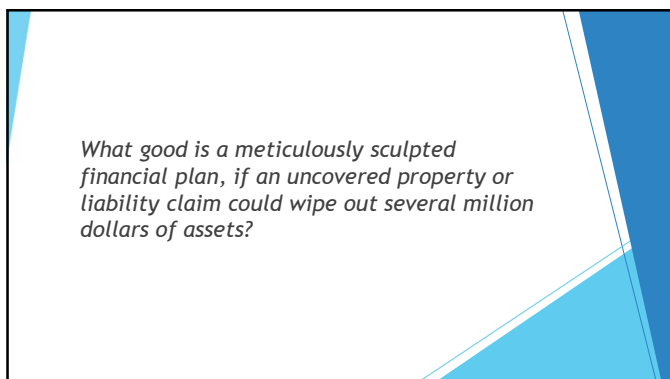 What good is a meticulously sculpted
financial plan, if an uncovered property or
liability claim could wipe out several million
dollars of assets?